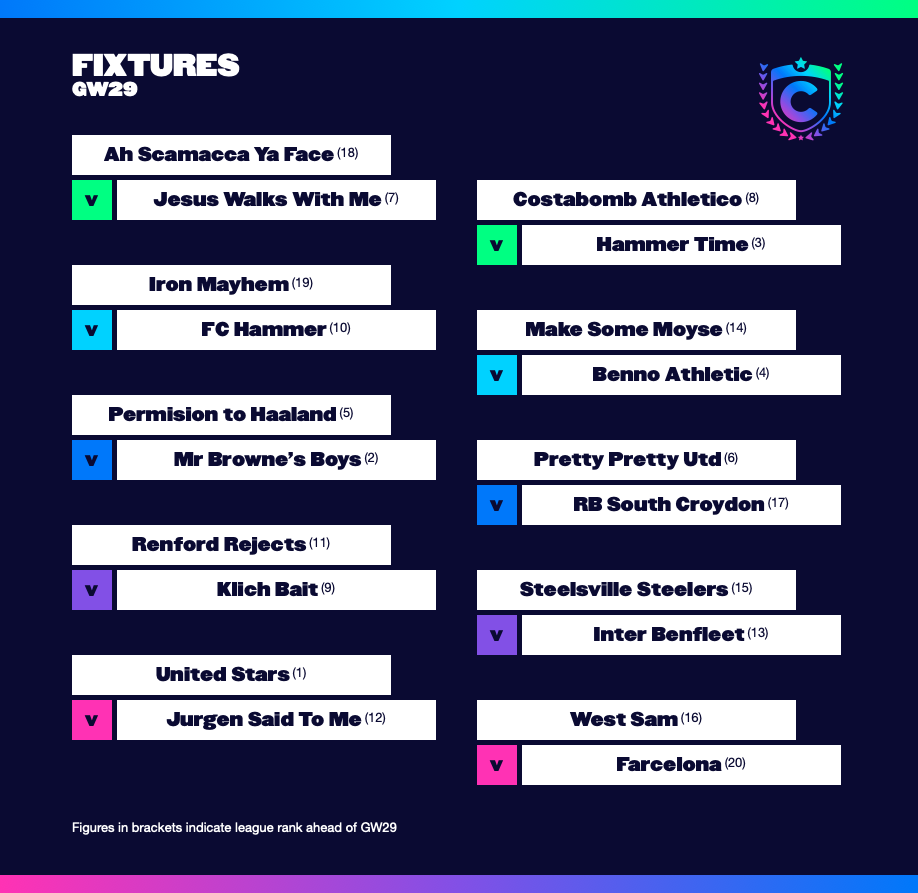 FIXTURES
GW29
Ah Scamacca Ya Face (18)
v Jesus Walks With Me (7)
Iron Mayhem (19)
v FC Hammer (10)
Permision to Haaland (5)
v Mr Browne’s Boys (2)
Renford Rejects (11)
v Klich Bait (9)
United Stars (1)
v Jurgen Said To Me (12)
Costabomb Athletico (8)
v Hammer Time (3)
Make Some Moyse (14)
v Benno Athletic (4)
Pretty Pretty Utd (6)
v RB South Croydon (17)
Steelsville Steelers (15)
v Inter Benfleet (13)
West Sam (16)
v Farcelona (20)
Figures in brackets indicate league rank ahead of GW29
C